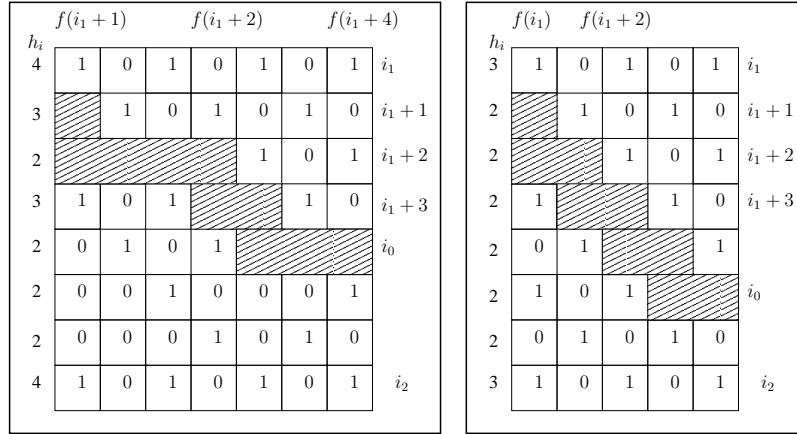 f(i₁ + 1) f(i₁ + 2) f(i₁ + 4)
hᵢ
4 1 0 1 0 1 0 1 i₁
3 1 0 1 0 1 0 i₁ + 1
2 1 0 1 i₁ + 2
3 1 0 1 1 0 i₁ + 3
2 0 1 0 1 i₀
2 0 0 1 0 0 0 1
2 0 0 0 1 0 1 0
4 1 0 1 0 1 0 1 i₂
f(i₁) f(i₁ + 2)
hᵢ
3 1 0 1 0 1 i₁
2 1 0 1 0 i₁ + 1
2 1 0 1 i₁ + 2
2 1 1 0 i₁ + 3
2 0 1 1
2 1 0 1 i₀
2 0 1 0 1 0
3 1 0 1 0 1 i₂